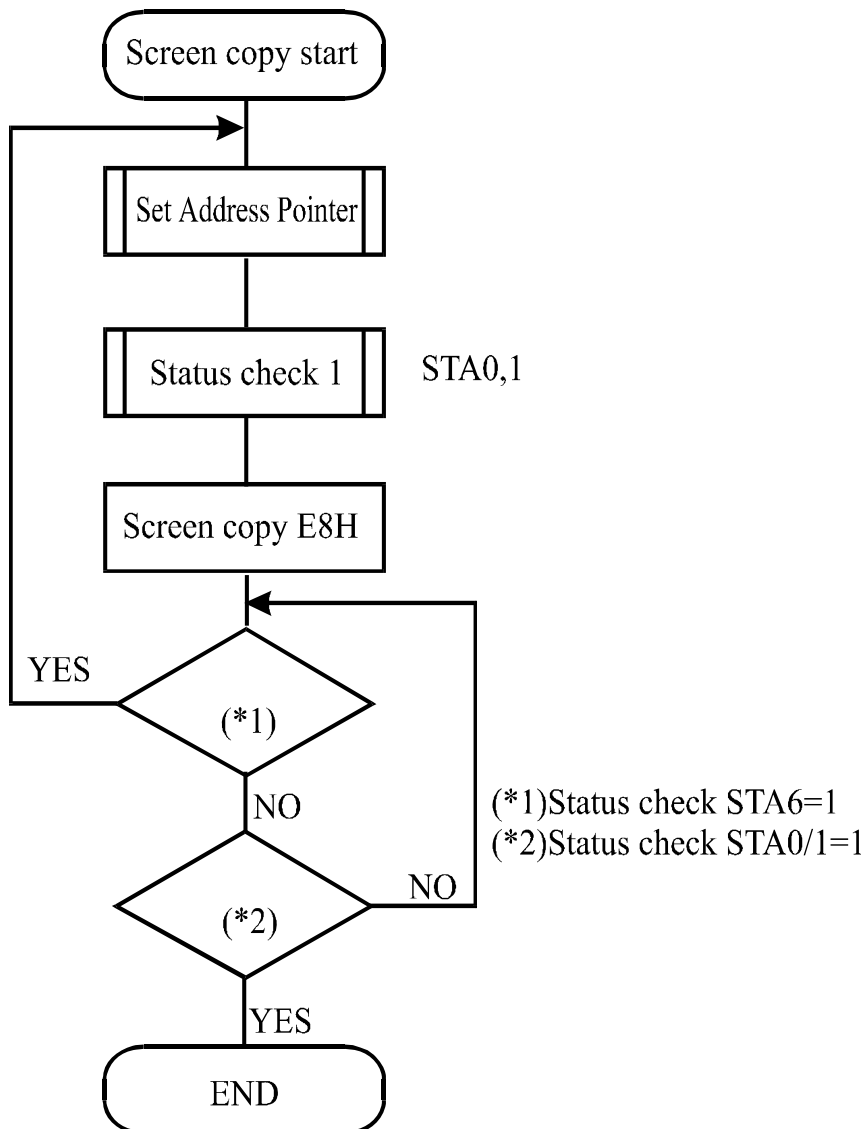 Screen copy start
Set Address Pointer
Status check 1
STA0,1
Screen copy E8H
YES
(*1)
NO
(*1)Status check STA6=1
(*2)Status check STA0/1=1
NO
(*2)
YES
END